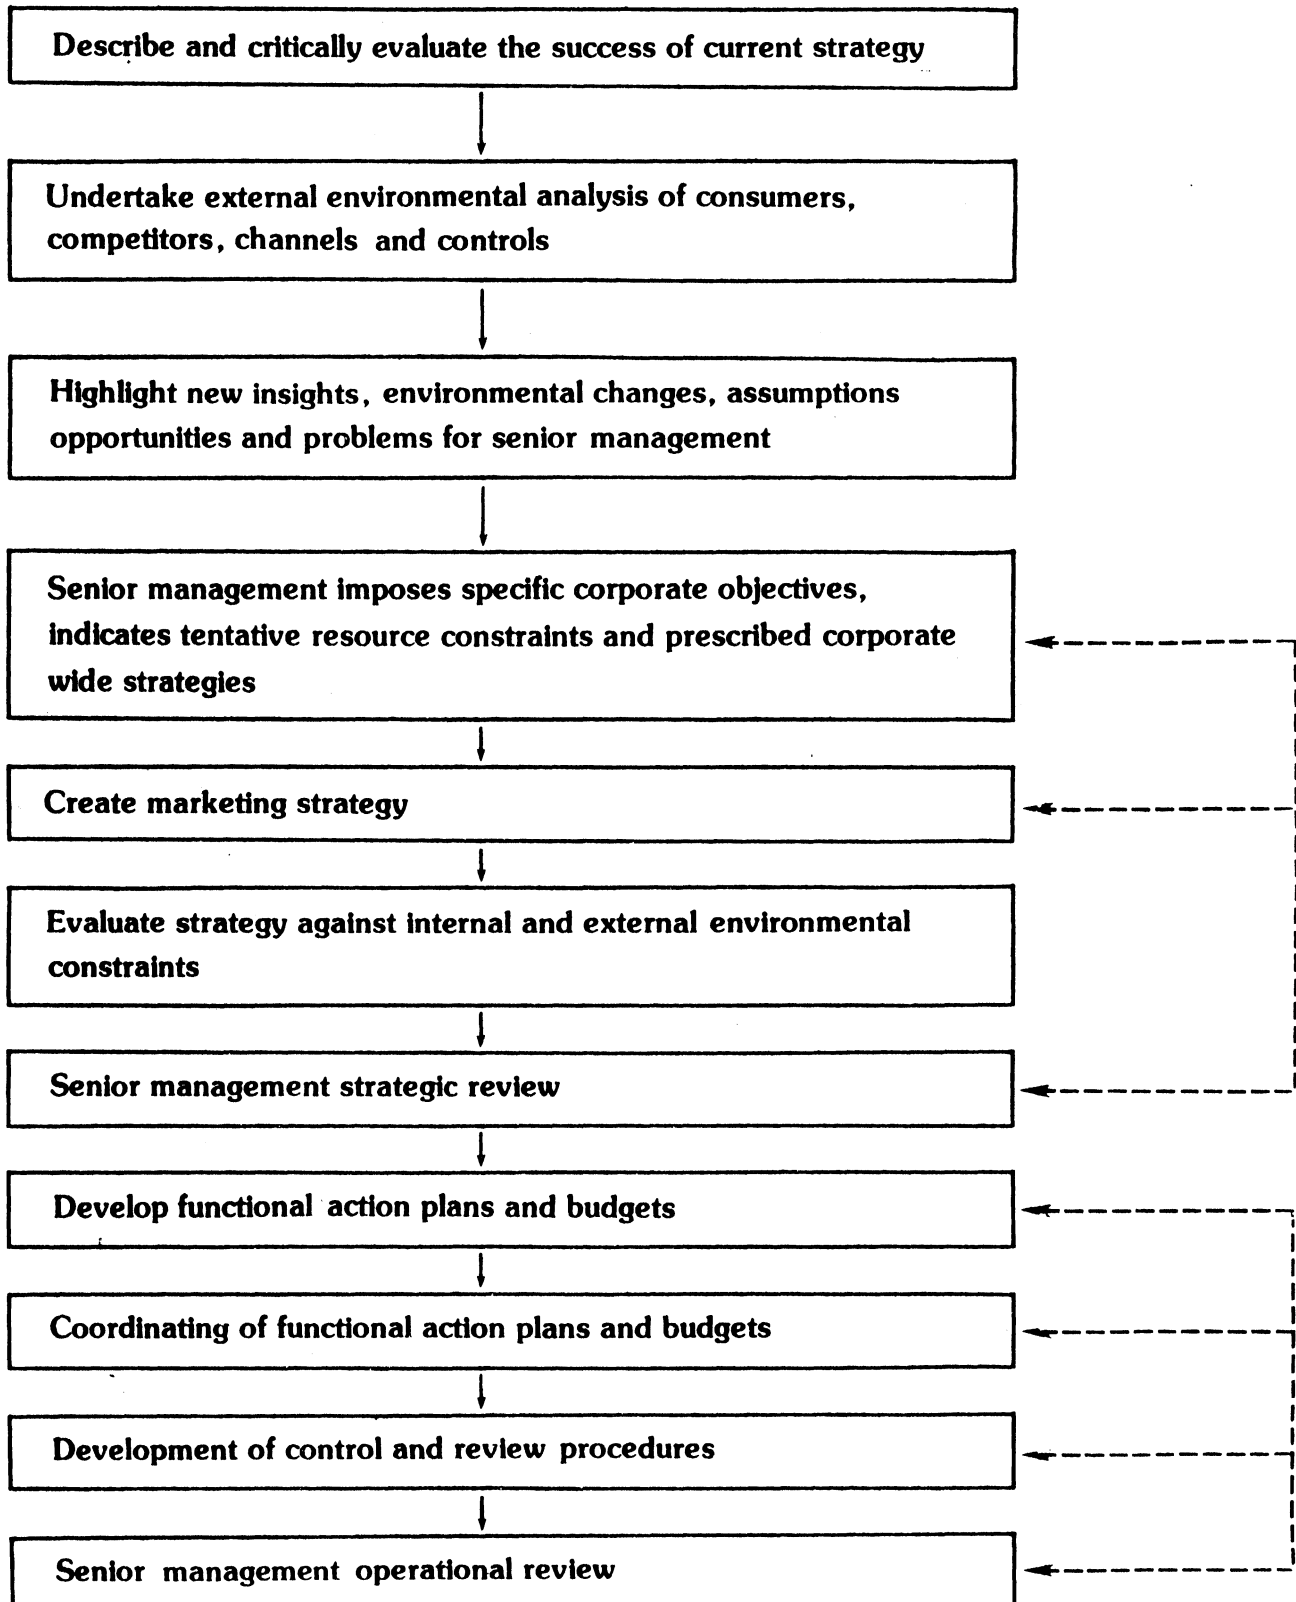 Describe and critically evaluate the success of current strategy
Undertake external environmental analysis of consumers,
competitors, channels and controls
Highlight new insights, environmental changes, assumptions
opportunities and problems for senior management
Senior management imposes specific corporate objectives,
indicates tentative resource constraints and prescribed corporate
wide strategies
Create marketing strategy
Evaluate strategy against internal and external environmental
constraints
Senior management strategic review
Develop functional action plans and budgets
Coordinating of functional action plans and budgets
Development of control and review procedures
Senior management operational review